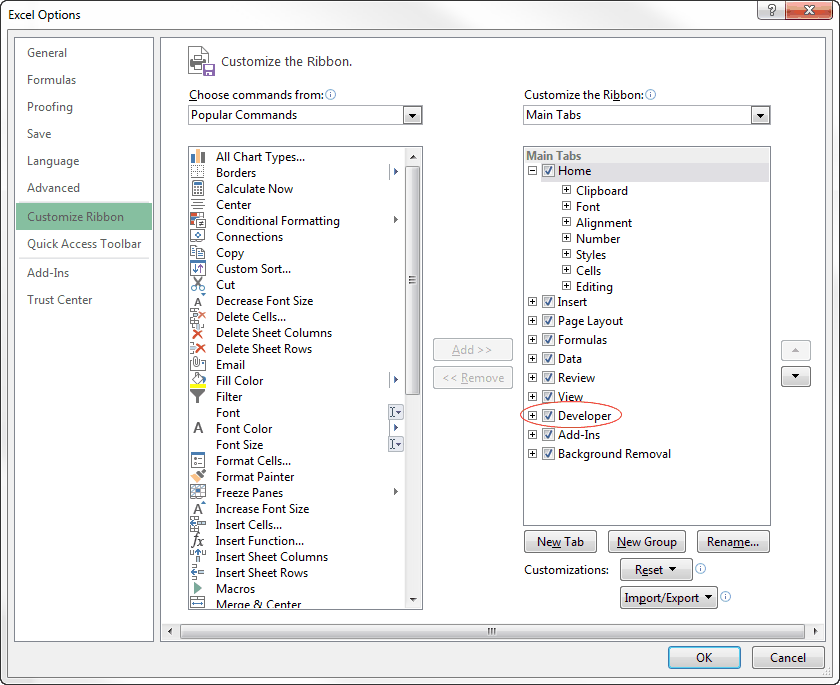 Excel Options
General
Formulas
Proofing
Save
Language
Advanced
Customize Ribbon
Quick Access Toolbar
Add-Ins
Trust Center
Customize the Ribbon.
Choose commands from:
Popular Commands
All Chart Types...
Borders
Calculate Now
Center
Conditional Formatting
Connections
Copy
Custom Sort...
Cut
Decrease Font Size
Delete Cells...
Delete Sheet Columns
Delete Sheet Rows
Email
Fill Color
Filter
Font
Font Color
Font Size
Format Cells...
Format Painter
Freeze Panes
Increase Font Size
Insert Cells...
Insert Function...
Insert Sheet Columns
Insert Sheet Rows
Macros
Merge & Center
Add >>
<< Remove
Customize the Ribbon:
Main Tabs
Main Tabs
Home
Clipboard
Font
Alignment
Number
Styles
Cells
Editing
Insert
Page Layout
Formulas
Data
Review
View
Developer
Add-Ins
Background Removal
New Tab New Group Rename...
Customizations: Reset
Import/Export
OK Cancel